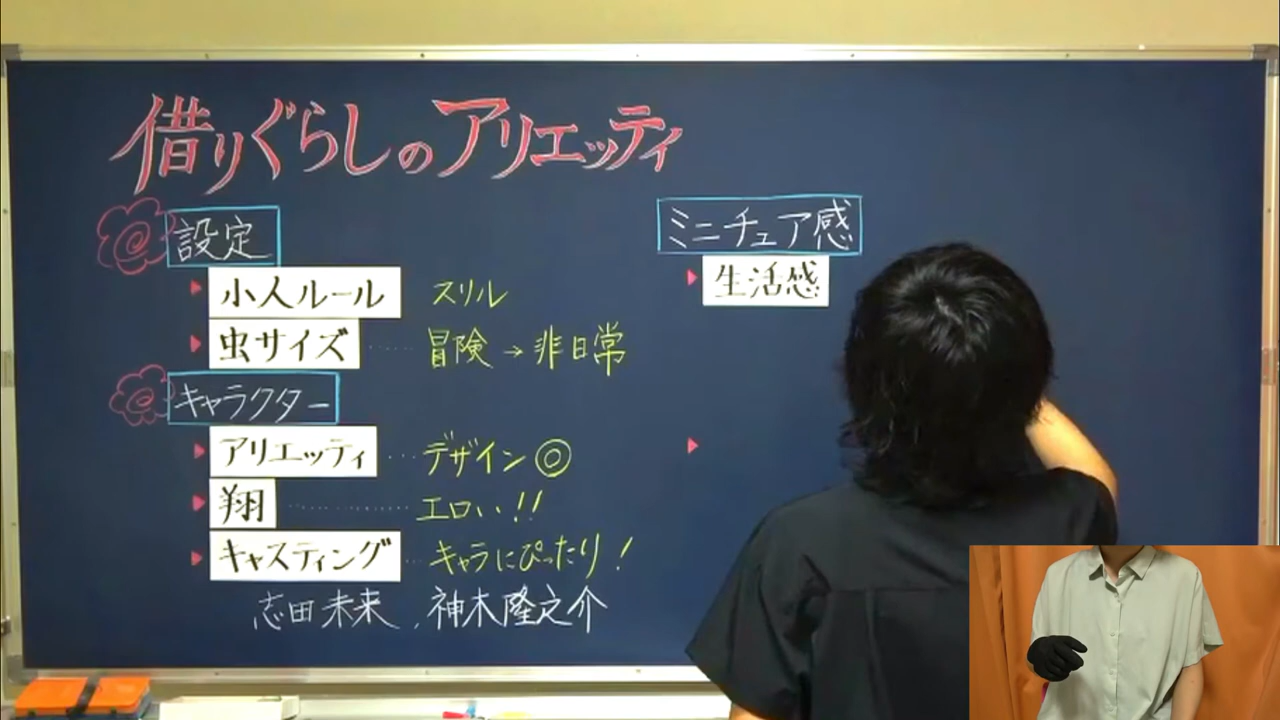 借りぐらしのアリエッティ
設定
小人ルール スリル
虫サイズ …… 冒険→非日常
キャラクター
アリエッティ … デザイン◎
翔 ………… エロい!!
キャスティング … キャラにぴったり!
志田未来、神木隆之介
ミニチュア感
生活感